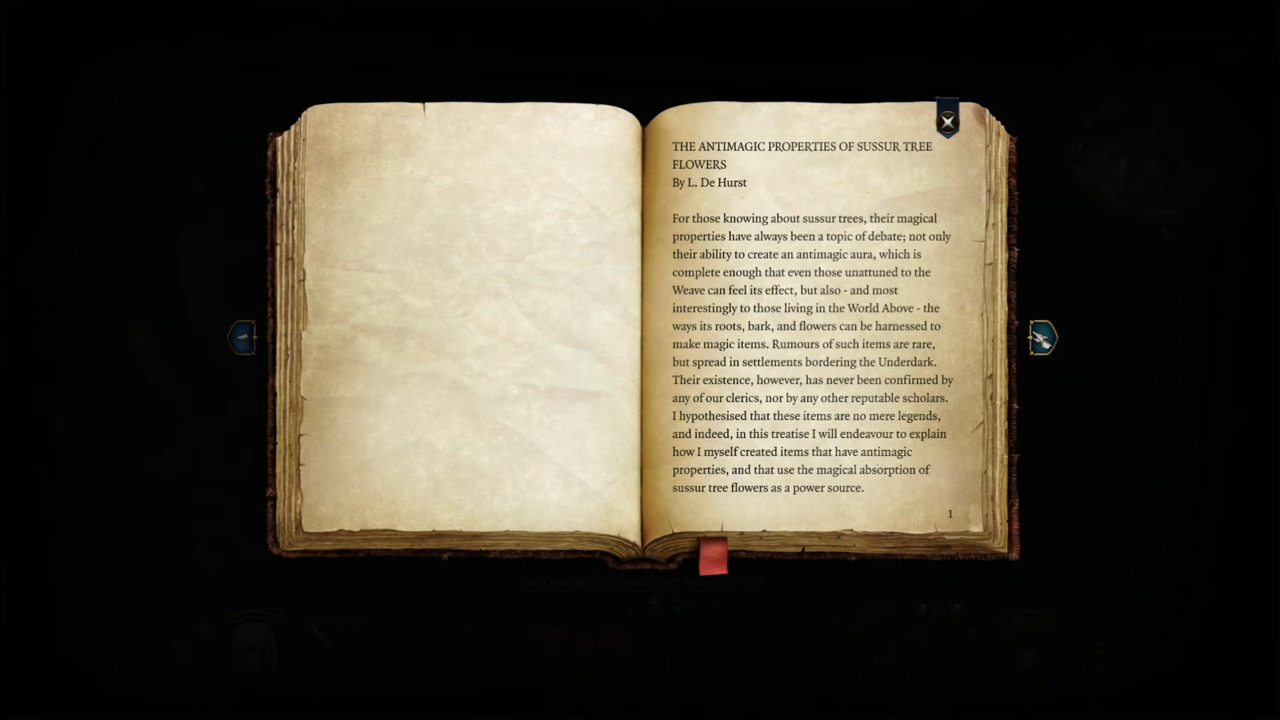 THE ANTIMAGIC PROPERTIES OF SUSSUR TREE
FLOWERS
By L. De Hurst
For those knowing about sussur trees, their magical
properties have always been a topic of debate; not only
their ability to create an antimagic aura, which is
complete enough that even those unattuned to the
Weave can feel its effect, but also - and most
interestingly to those living in the World Above - the
ways its roots, bark, and flowers can be harnessed to
make magic items. Rumours of such items are rare,
but spread in settlements bordering the Underdark.
Their existence, however, has never been confirmed by
any of our clerics, nor by any other reputable scholars.
I hypothesised that these items are no mere legends,
and indeed, in this treatise I will endeavour to explain
how I myself created items that have antimagic
properties, and that use the magical absorption of
sussur tree flowers as a power source.
1